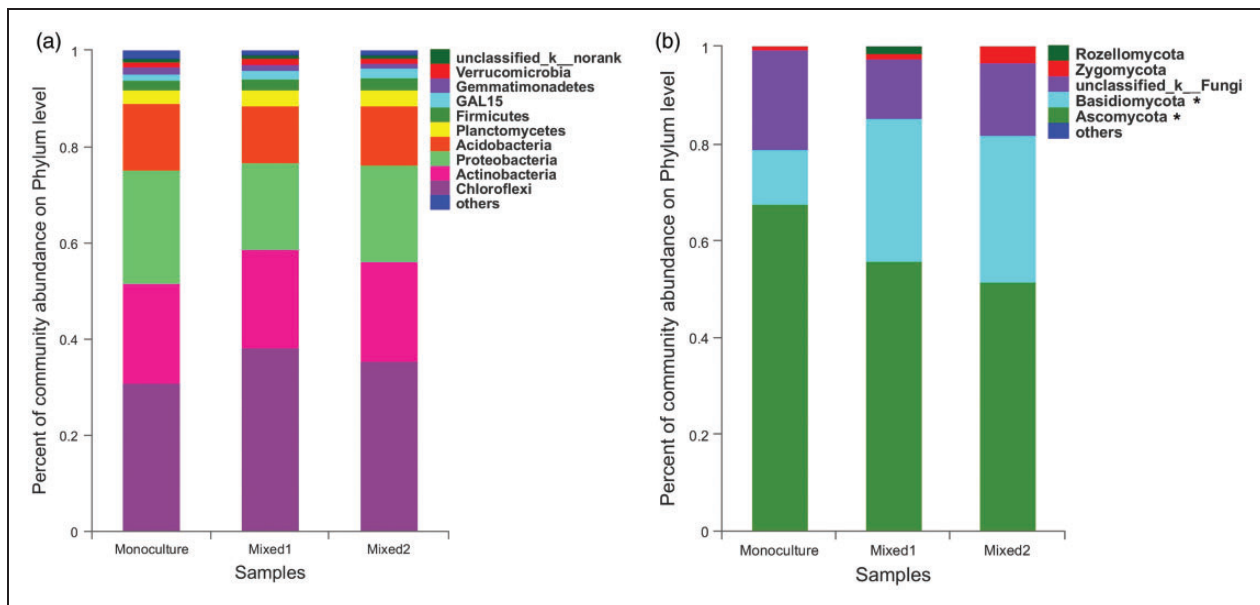 (a)
Percent of community abundance on Phylum level
1
0.8
0.6
0.4
0.2
0
Monoculture Mixed1 Mixed2
Samples
unclassified_k__norank
Verrucomicrobia
Gemmatimonadetes
GAL15
Firmicutes
Planctomycetes
Acidobacteria
Proteobacteria
Actinobacteria
Chloroflexi
others
(b)
Percent of community abundance on Phylum level
1
0.8
0.6
0.4
0.2
0
Monoculture Mixed1 Mixed2
Samples
Rozellomycota
Zygomycota
unclassified_k__Fungi
Basidiomycota *
Ascomycota *
others